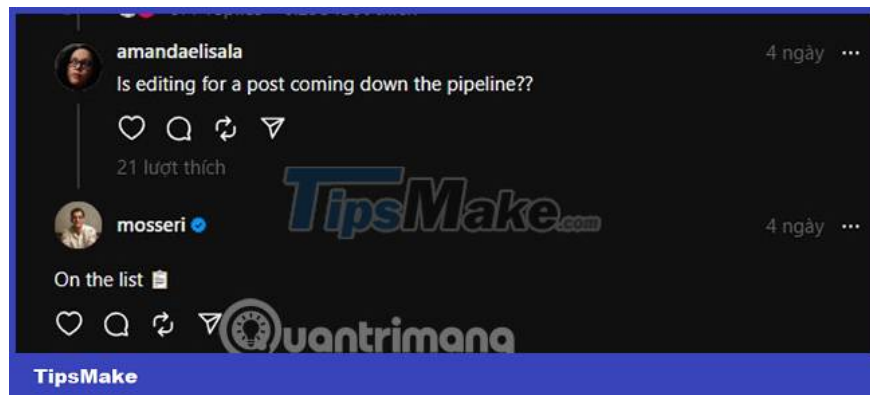 amandaelisala
4 ngày
Is editing for a post coming down the pipeline??
21 lượt thích
TipsMake.com
mosseri
4 ngày
On the list
Quantrimang
TipsMake